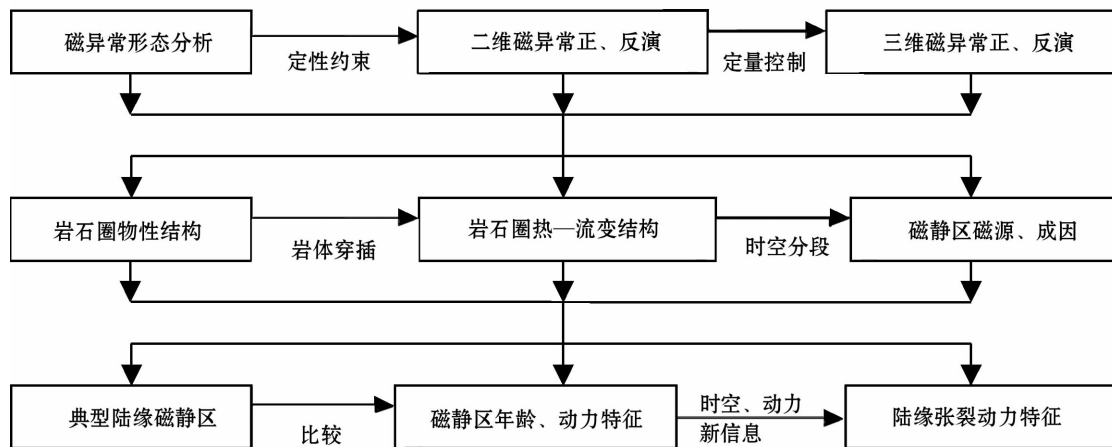 磁异常形态分析
定性约束
二维磁异常正、反演
定量控制
三维磁异常正、反演
岩石圈物性结构
岩体穿插
岩石圈热—流变结构
时空分段
磁静区磁源、成因
典型陆缘磁静区
比较
磁静区年龄、动力特征
时空、动力
新信息
陆缘张裂动力特征